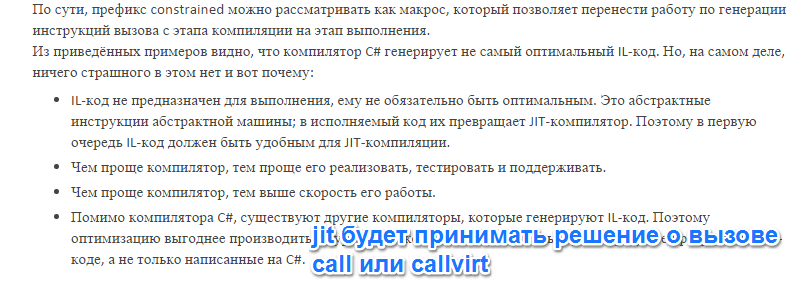 По сути, префикс constrained можно рассматривать как макрос, который позволяет перенести работу по генерации
инструкций вызова с этапа компиляции на этап выполнения.
Из приведённых примеров видно, что компилятор C# генерирует не самый оптимальный IL-код. Но, на самом деле,
ничего страшного в этом нет и вот почему:
• IL-код не предназначен для выполнения, ему не обязательно быть оптимальным. Это абстрактные
инструкции абстрактной машины; в исполняемый код их превращает JIT-компилятор. Поэтому в первую
очередь IL-код должен быть удобным для JIT-компиляции.
• Чем проще компилятор, тем проще его реализовать, тестировать и поддерживать.
• Чем проще компилятор, тем выше скорость его работы.
• Помимо компилятора C#, существуют другие компиляторы, которые генерируют IL-код. Поэтому
оптимизацию выгоднее производить
jit будет принимать решение о вызове
коде, а не только написанные на C#.
call или callvirt